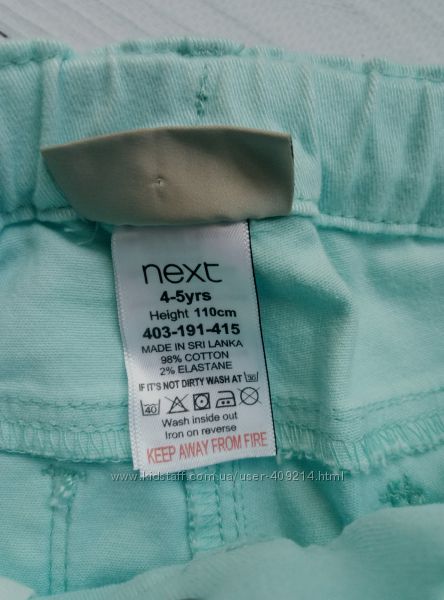 next
4-5yrs
Height 110cm
403-191-415
MADE IN SRI LANKA
98% COTTON
2% ELASTANE
IF IT'S NOT DIRTY WASH AT 30
40
Wash inside out
Iron on reverse
KEEP AWAY FROM FIRE
www.kidstaff.com.ua/user-409214.html